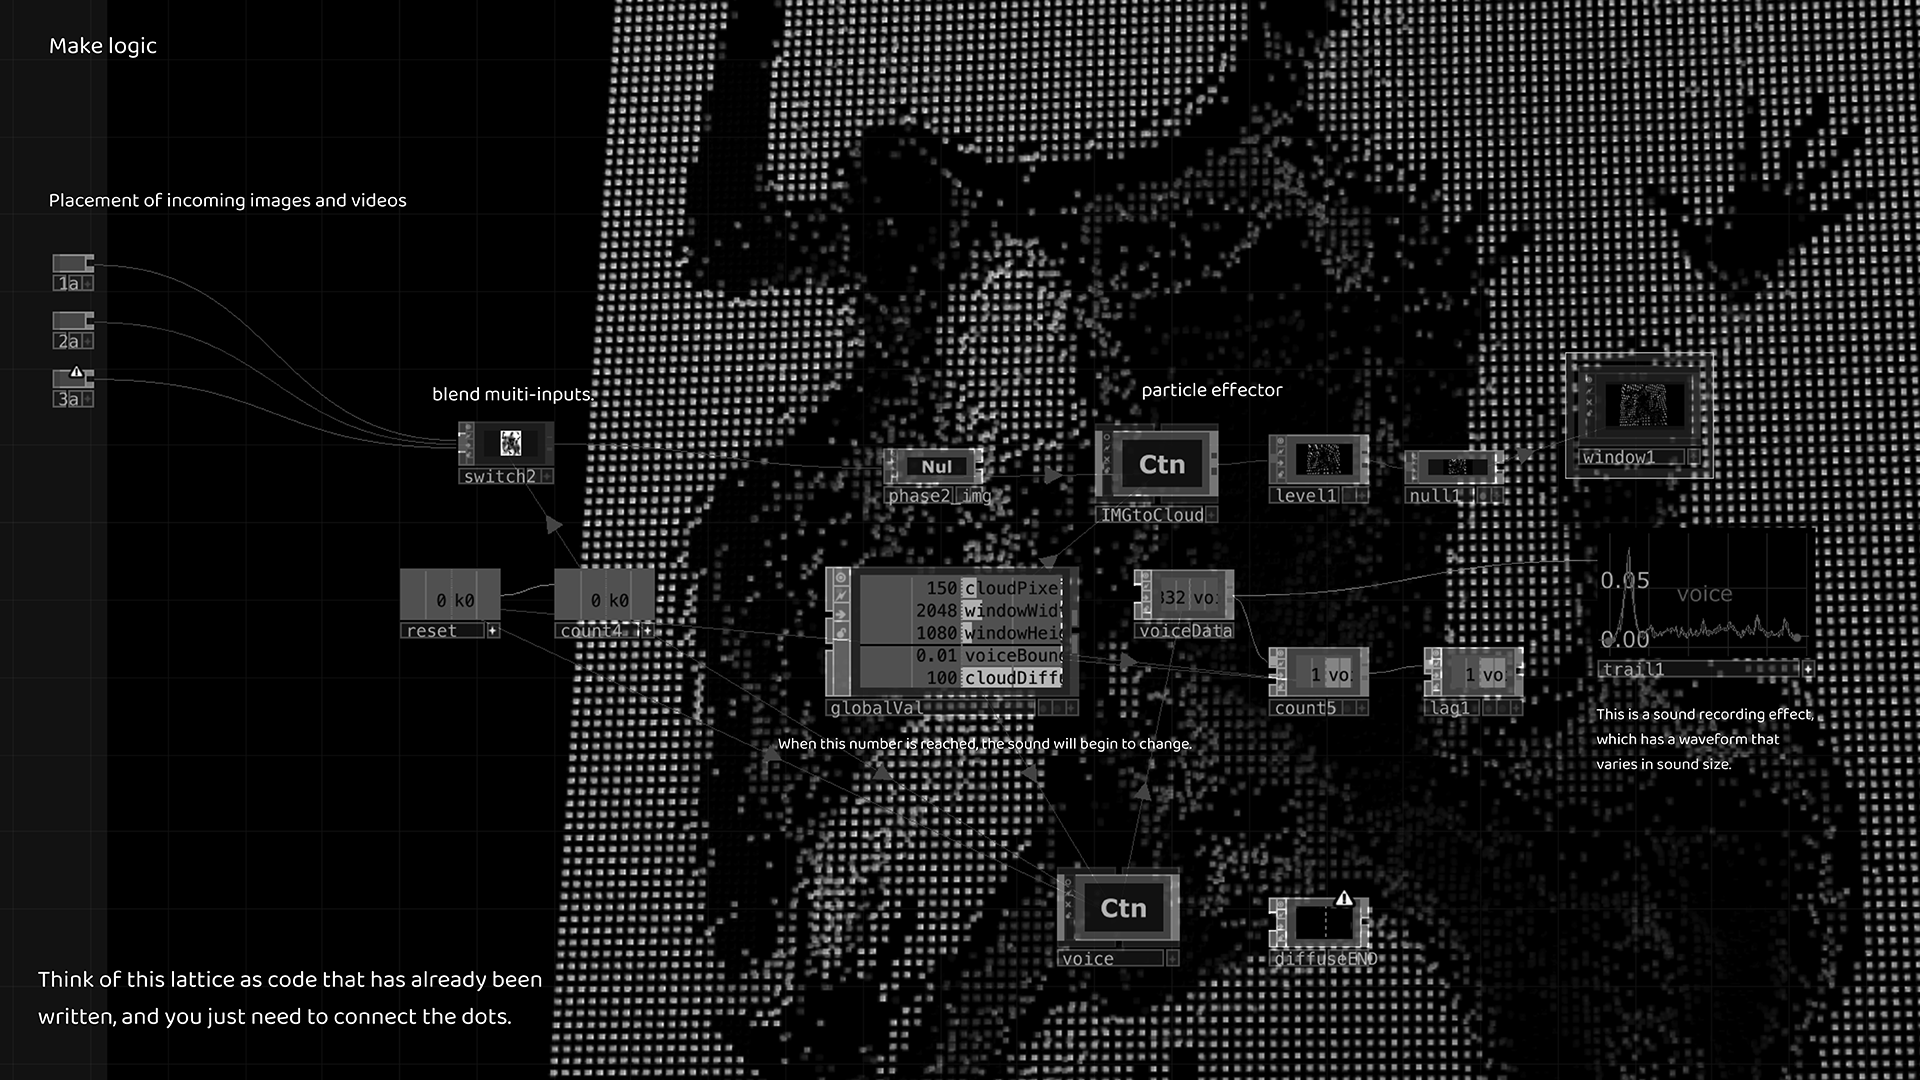 Make logic
Placement of incoming images and videos
1a
2a
3a
blend muiti-inputs.
switch2
particle effector
Nul
phase2_img
Ctn
IMGtoCloud
level1
null1
window1
0 k0
reset
0 k0
count4
150 cloudPixe
2048 windowWid
1080 windowHei
0.01 voiceBoun
100 cloudDiff
globalVal
332 vo
voiceData
1 vo
count5
1 vo
lag1
0.05
voice
0.00
trail1
This is a sound recording effect,
which has a waveform that
varies in sound size.
When this number is reached, the sound will begin to change.
Ctn
voice
diffuseEND
Think of this lattice as code that has already been
written, and you just need to connect the dots.